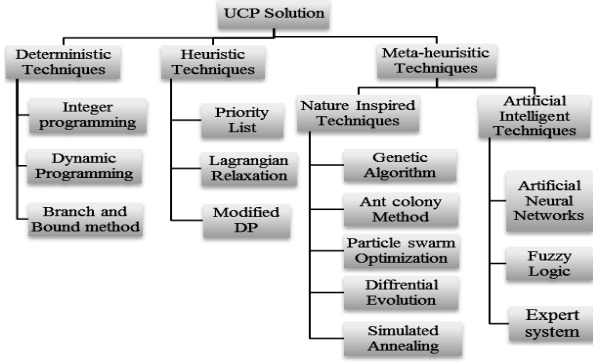 UCP Solution
Deterministic
Techniques
Heuristic
Techniques
Meta-heurisitic
Techniques
Integer
programming
Dynamic
Programming
Branch and
Bound method
Priority
List
Lagrangian
Relaxation
Modified
DP
Nature Inspired
Techniques
Genetic
Algorithm
Ant colony
Method
Particle swarm
Optimization
Diffrential
Evolution
Simulated
Annealing
Artificial
Intelligent
Techniques
Artificial
Neural
Networks
Fuzzy
Logic
Expert
system